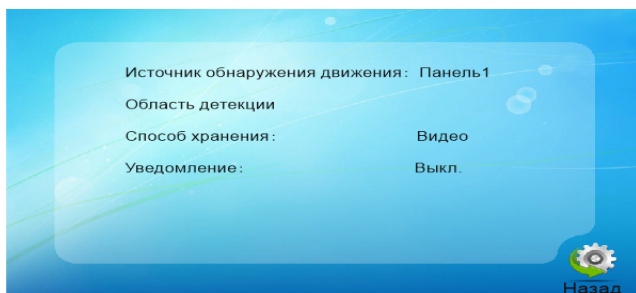 Источник обнаружения движения: Панель1
Область детекции
Способ хранения: Видео
Уведомление: Выкл.
Назад